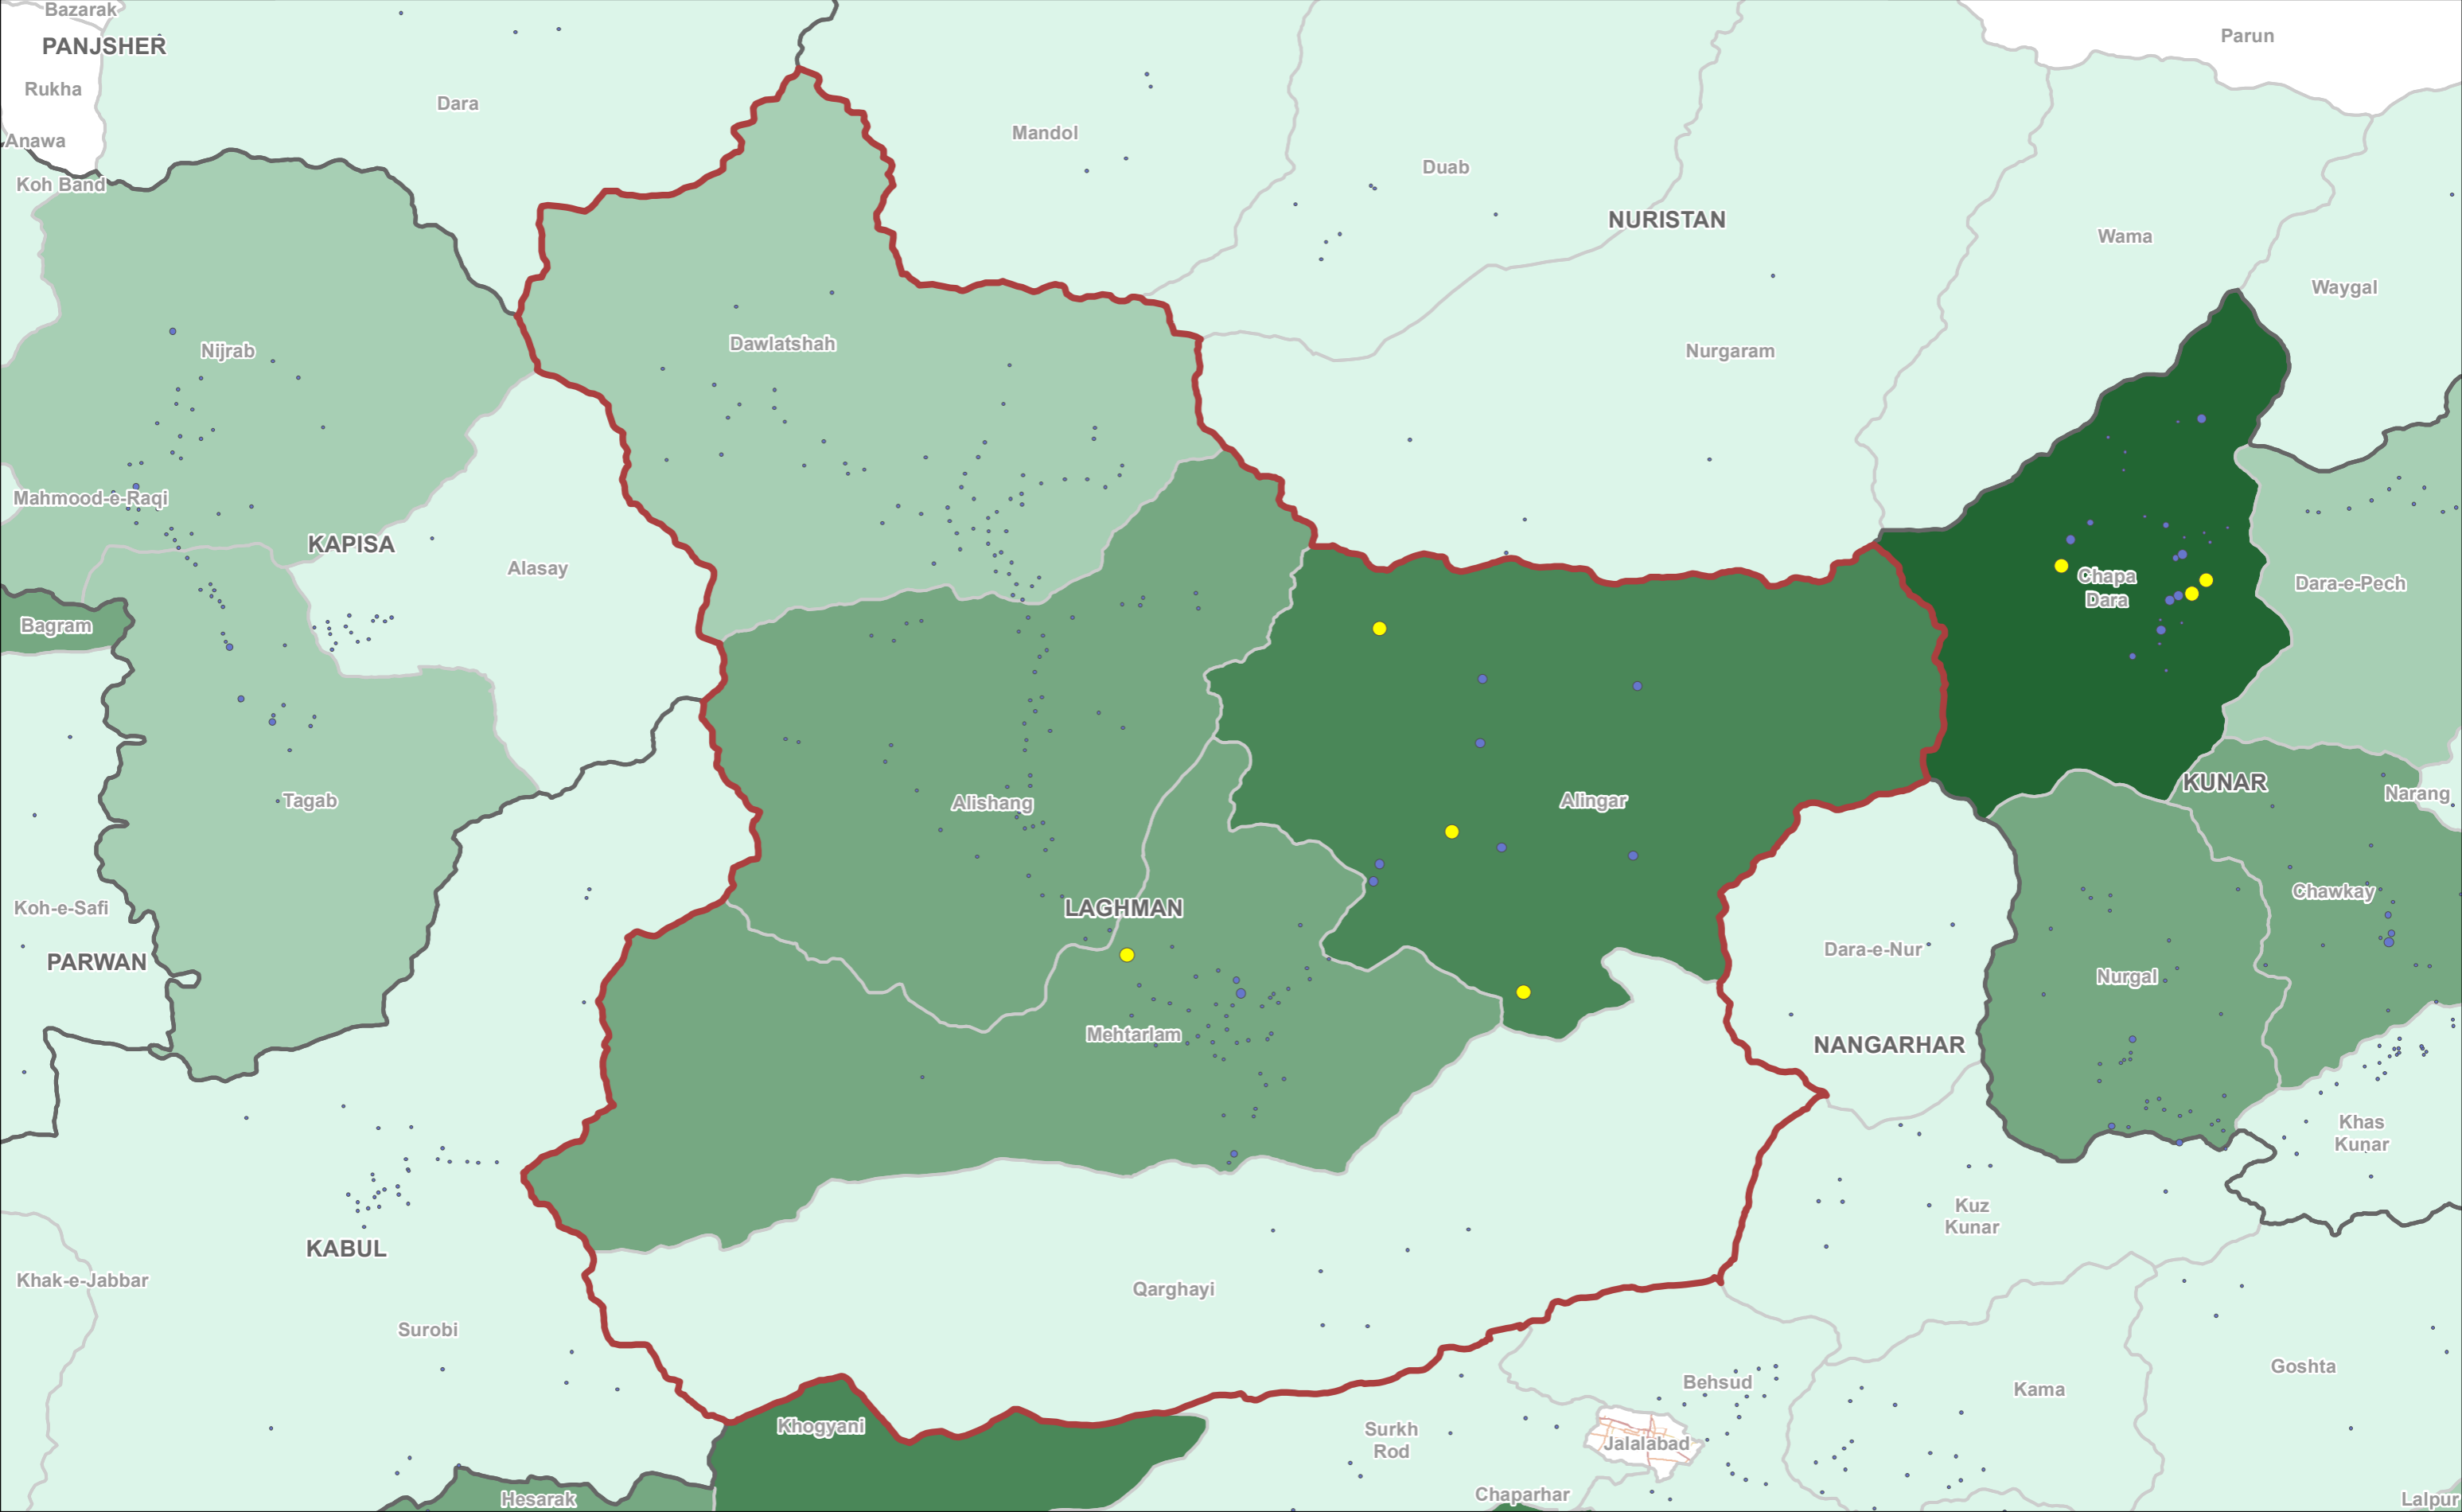 Bazarak
PANJSHER
Parun
Rukha
Dara
Mandol
Anawa
Duab
Koh Band
NURISTAN
Wama
Waygal
Nijrab
Dawlatshah
Nurgaram
Mahmood-e-Raqi
KAPISA
Alasay
Chapa
Dara
Dara-e-Pech
Bagram
KUNAR
Narang
Tagab
Alishang
Alingar
Chawkay
Koh-e-Safi
LAGHMAN
Dara-e-Nur
PARWAN
Nurgal
Mehtarlam
NANGARHAR
Khas
Kunar
Kuz
Kunar
KABUL
Khak-e-Jabbar
Qarghayi
Surobi
Goshta
Behsud
Kama
Khogyani
Surkh
Rod
Jalalabad
Hesarak
Chaparhar
Lalpur